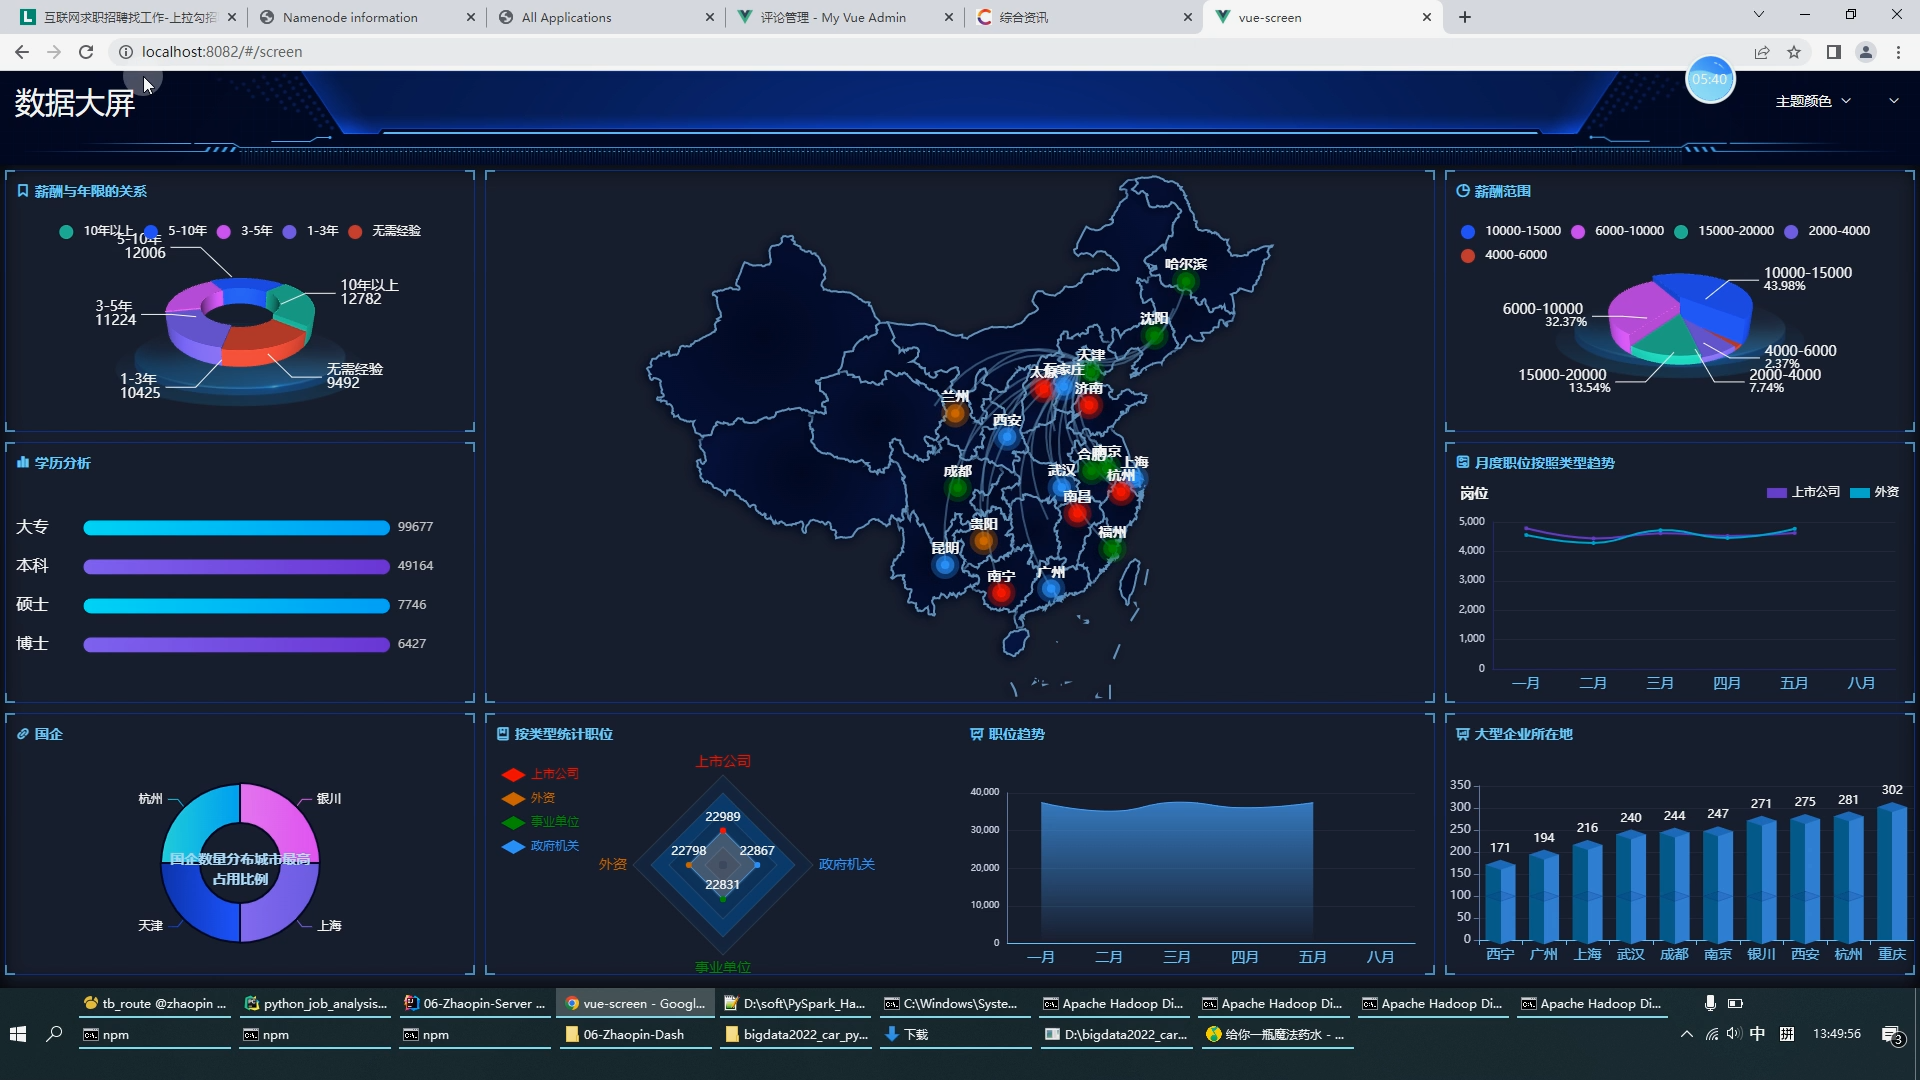 互联网求职招聘找工作-上拉勾招
Namenode information
All Applications
评论管理 - My Vue Admin
综合资讯
vue-screen
localhost:8082/#/screen
05:40
数据大屏
主题颜色
薪酬与年限的关系
10年以上
5-10年
3-5年
1-3年
无需经验
5-10年
12006
10年以上
12782
3-5年
11224
无需经验
9492
1-3年
10425
学历分析
大专
99677
本科
49164
硕士
7746
博士
6427
国企
杭州
银川
国企数量分布城市最高
占用比例
天津
上海
哈尔滨
沈阳
天津
石家庄
太原
济南
兰州
西安
南京
合肥
上海
成都
武汉
杭州
南昌
贵阳
福州
昆明
南宁
广州
按类型统计职位
上市公司
外资
事业单位
政府机关
上市公司
22989
22798
22867
外资
政府机关
22831
事业单位
职位趋势
40,000
30,000
20,000
10,000
0
一月
二月
三月
四月
五月
八月
薪酬范围
10000-15000
6000-10000
15000-20000
2000-4000
4000-6000
10000-15000
43.98%
6000-10000
32.37%
4000-6000
2.37%
15000-20000
13.54%
2000-4000
7.74%
月度职位按照类型趋势
岗位
上市公司
外资
5,000
4,000
3,000
2,000
1,000
0
一月
二月
三月
四月
五月
八月
大型企业所在地
350
300
250
200
150
100
50
0
171
194
216
240
244
247
271
275
281
302
西宁
广州
上海
武汉
成都
南京
银川
西安
杭州
重庆
tb_route @zhaopin ...
python_job_analysis...
06-Zhaopin-Server ...
vue-screen - Googl...
D:\soft\PySpark_Ha...
C:\Windows\Syste...
Apache Hadoop Di...
Apache Hadoop Di...
Apache Hadoop Di...
Apache Hadoop Di...
npm
npm
npm
06-Zhaopin-Dash
bigdata2022_car_py...
下载
D:\bigdata2022_car...
给你一瓶魔法药水 - ...
中
拼
13:49:56
3